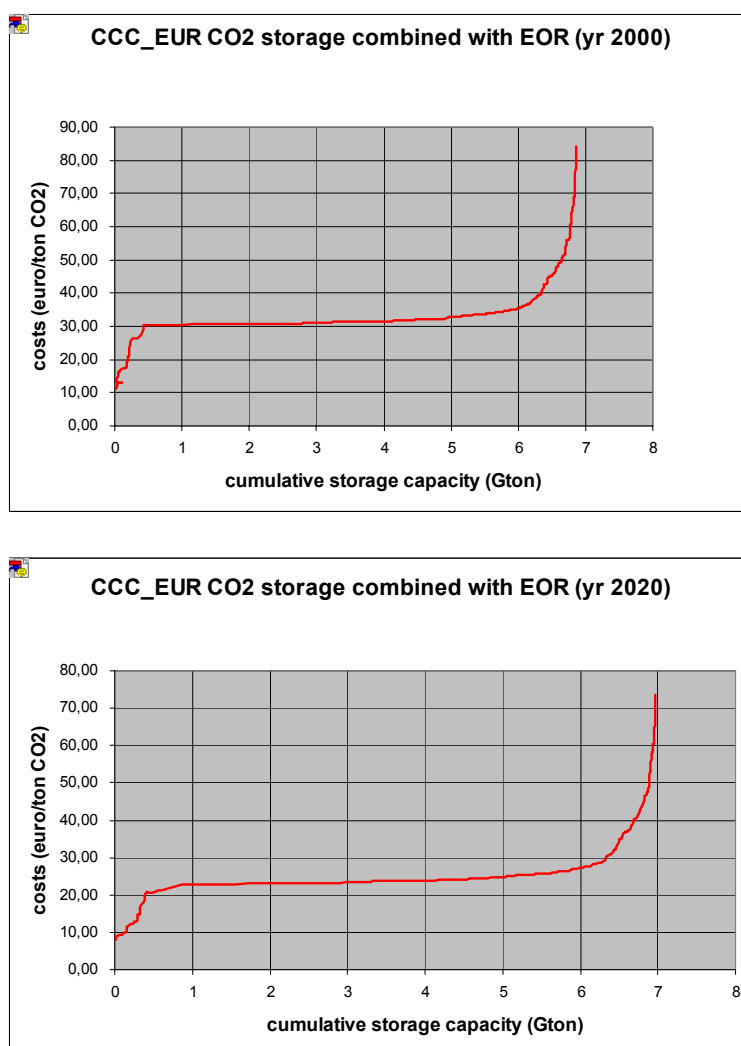 CCC_EUR CO2 storage combined with EOR (yr 2000)
90,00
80,00
70,00
60,00
50,00
40,00
30,00
20,00
10,00
0,00
costs (euro/ton CO2)
0 1 2 3 4 5 6 7 8
cumulative storage capacity (Gton)
CCC_EUR CO2 storage combined with EOR (yr 2020)
80,00
70,00
60,00
50,00
40,00
30,00
20,00
10,00
0,00
costs (euro/ton CO2)
0 1 2 3 4 5 6 7 8
cumulative storage capacity (Gton)